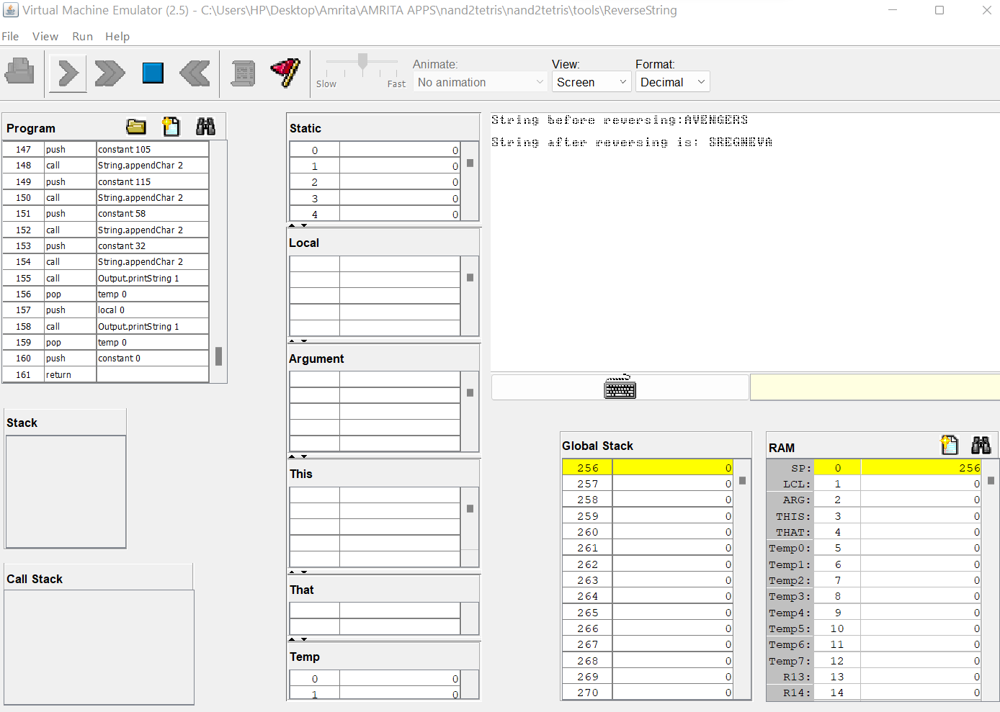 Virtual Machine Emulator (2.5) - C:\Users\HP\Desktop\Amrita\AMRITA APPS\nand2tetris\nand2tetris\tools\ReverseString
File View Run Help
Slow Fast
Animate:
No animation
View:
Screen
Format:
Decimal
Program
147 push constant 105
148 call String.appendChar 2
149 push constant 115
150 call String.appendChar 2
151 push constant 58
152 call String.appendChar 2
153 push constant 32
154 call String.appendChar 2
155 call Output.printString 1
156 pop temp 0
157 push local 0
158 call Output.printString 1
159 pop temp 0
160 push constant 0
161 return
Stack
Call Stack
Static
0 0
1 0
2 0
3 0
4 0
Local
Argument
This
That
Temp
0 0
1 0
String before reversing:AVENGERS
String after reversing is: SREGNEVA
Global Stack
256 0
257 0
258 0
259 0
260 0
261 0
262 0
263 0
264 0
265 0
266 0
267 0
268 0
269 0
270 0
RAM
SP: 0 256
LCL: 1 0
ARG: 2 0
THIS: 3 0
THAT: 4 0
Temp0: 5 0
Temp1: 6 0
Temp2: 7 0
Temp3: 8 0
Temp4: 9 0
Temp5: 10 0
Temp6: 11 0
Temp7: 12 0
R13: 13 0
R14: 14 0